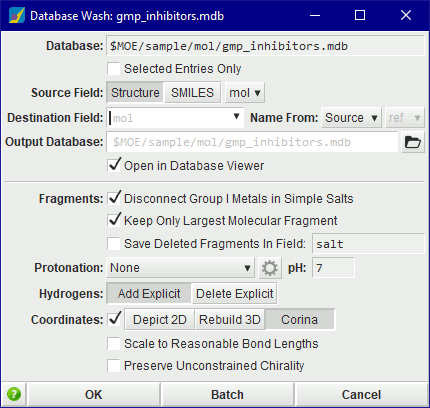 Database Wash: gmp_inhibitors.mdb
Database: $MOE/sample/mol/gmp_inhibitors.mdb
Selected Entries Only
Source Field: Structure SMILES mol
Destination Field: mol Name From: Source ref
Output Database: $MOE/sample/mol/gmp_inhibitors.mdb
Open in Database Viewer
Fragments: Disconnect Group I Metals in Simple Salts
Keep Only Largest Molecular Fragment
Save Deleted Fragments In Field: salt
Protonation: None pH: 7
Hydrogens: Add Explicit Delete Explicit
Coordinates: Depict 2D Rebuild 3D Corina
Scale to Reasonable Bond Lengths
Preserve Unconstrained Chirality
? OK Batch Cancel